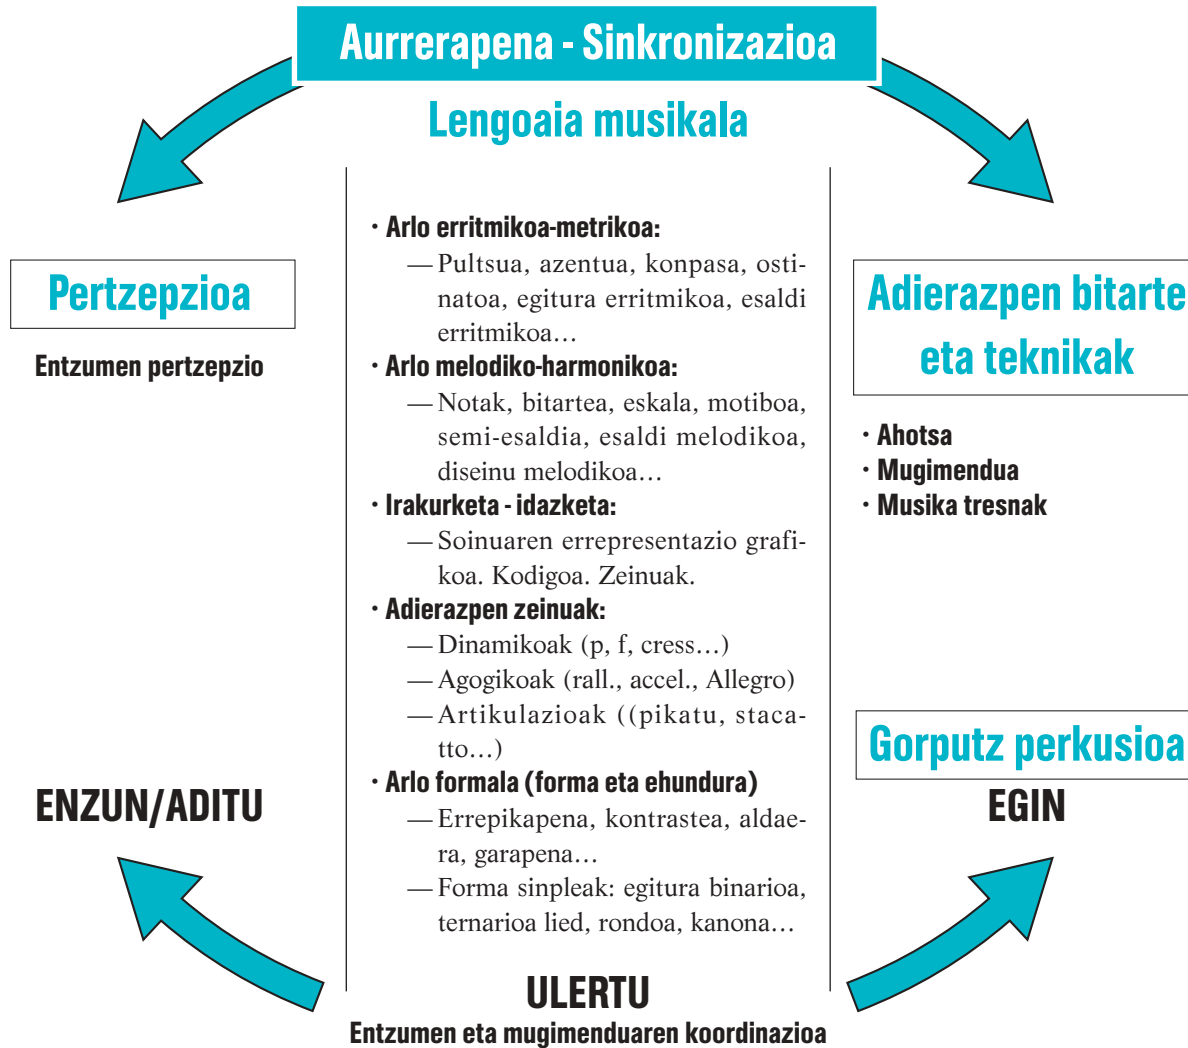 Aurrerapena - Sinkronizazioa
Lengoaia musikala
Pertzepzioa
Entzumen pertzepzio
ENZUN/ADITU
• Arlo erritmikoa-metrikoa:
— Pultsua, azentua, konpasa, osti-
natoa, egitura erritmikoa, esaldi
erritmikoa…
• Arlo melodiko-harmonikoa:
— Notak, bitartea, eskala, motiboa,
semi-esaldia, esaldi melodikoa,
diseinu melodikoa…
• Irakurketa - idazketa:
— Soinuaren errepresentazio grafi-
koa. Kodigoa. Zeinuak.
• Adierazpen zeinuak:
— Dinamikoak (p, f, cress…)
— Agogikoak (rall., accel., Allegro)
— Artikulazioak ((pikatu, staca-
tto…)
• Arlo formala (forma eta ehundura)
— Errepikapena, kontrastea, aldae-
ra, garapena…
— Forma sinpleak: egitura binarioa,
ternarioa lied, rondoa, kanona…
ULERTU
Entzumen eta mugimenduaren koordinazioa
Adierazpen bitarte
eta teknikak
• Ahotsa
• Mugimendua
• Musika tresnak
Gorputz perkusioa
EGIN